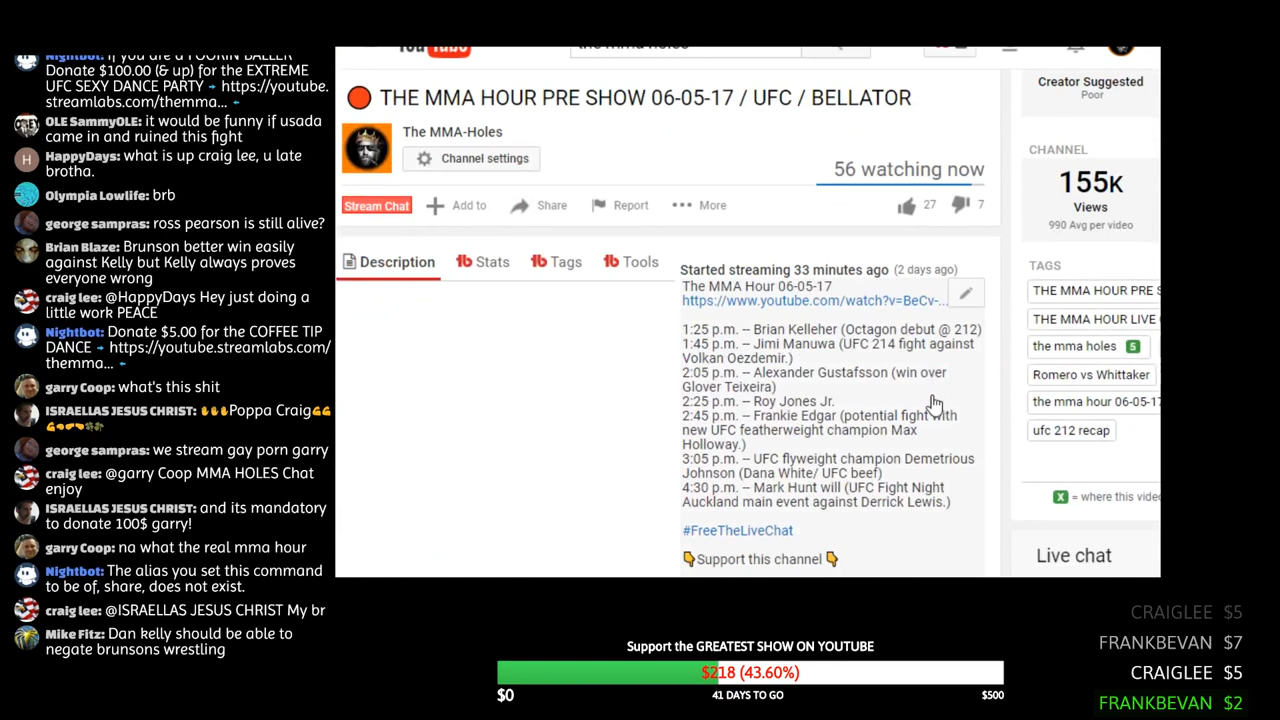 Nightbot: If you are a FOORIN BALLER
Donate $100.00 (& up) for the EXTREME
UFC SEXY DANCE PARTY → https://youtube.
streamlabs.com/themma... ←
OLE SammyOLE: it would be funny if usada
came in and ruined this fight
HappyDays: what is up craig lee, u late
brotha.
Olympia Lowlife: brb
george sampras: ross pearson is still alive?
Brian Blaze: Brunson better win easily
against Kelly but Kelly always proves
everyone wrong
craig lee: @HappyDays Hey just doing a
little work PEACE
Nightbot: Donate $5.00 for the COFFEE TIP
DANCE → https://youtube.streamlabs.com/
themma... ←
garry Coop: what's this shit
ISRAELLAS JESUS CHRIST: Poppa Craig
george sampras: we stream gay porn garry
craig lee: @garry Coop MMA HOLES Chat
enjoy
ISRAELLAS JESUS CHRIST: and its mandatory
to donate 100$ garry!
garry Coop: na what the real mma hour
Nightbot: The alias you set this command
to be of, share, does not exist.
craig lee: @ISRAELLAS JESUS CHRIST My br
Mike Fitz: Dan kelly should be able to
negate brunsons wrestling
YouTube
the mma holes
THE MMA HOUR PRE SHOW 06-05-17 / UFC / BELLATOR
The MMA-Holes
Channel settings
56 watching now
Stream Chat
Add to
Share
Report
More
27
7
Description
Stats
Tags
Tools
Started streaming 33 minutes ago (2 days ago)
The MMA Hour 06-05-17
https://www.youtube.com/watch?v=BeCv-...
1:25 p.m. -- Brian Kelleher (Octagon debut @ 212)
1:45 p.m. -- Jimi Manuwa (UFC 214 fight against
Volkan Oezdemir.)
2:05 p.m. -- Alexander Gustafsson (win over
Glover Teixeira)
2:25 p.m. -- Roy Jones Jr.
2:45 p.m. -- Frankie Edgar (potential fight with
new UFC featherweight champion Max
Holloway.)
3:05 p.m. -- UFC flyweight champion Demetrious
Johnson (Dana White/ UFC beef)
4:30 p.m. -- Mark Hunt will (UFC Fight Night
Auckland main event against Derrick Lewis.)
#FreeTheLiveChat
Support this channel
Creator Suggested
Poor
CHANNEL
155K
Views
990 Avg per video
TAGS
THE MMA HOUR PRE S
THE MMA HOUR LIVE
the mma holes 5
Romero vs Whittaker
the mma hour 06-05-17
ufc 212 recap
X = where this video
Live chat
Support the GREATEST SHOW ON YOUTUBE
$218 (43.60%)
$0
41 DAYS TO GO
$500
CRAIGLEE $5
FRANKBEVAN $7
CRAIGLEE $5
FRANKBEVAN $2